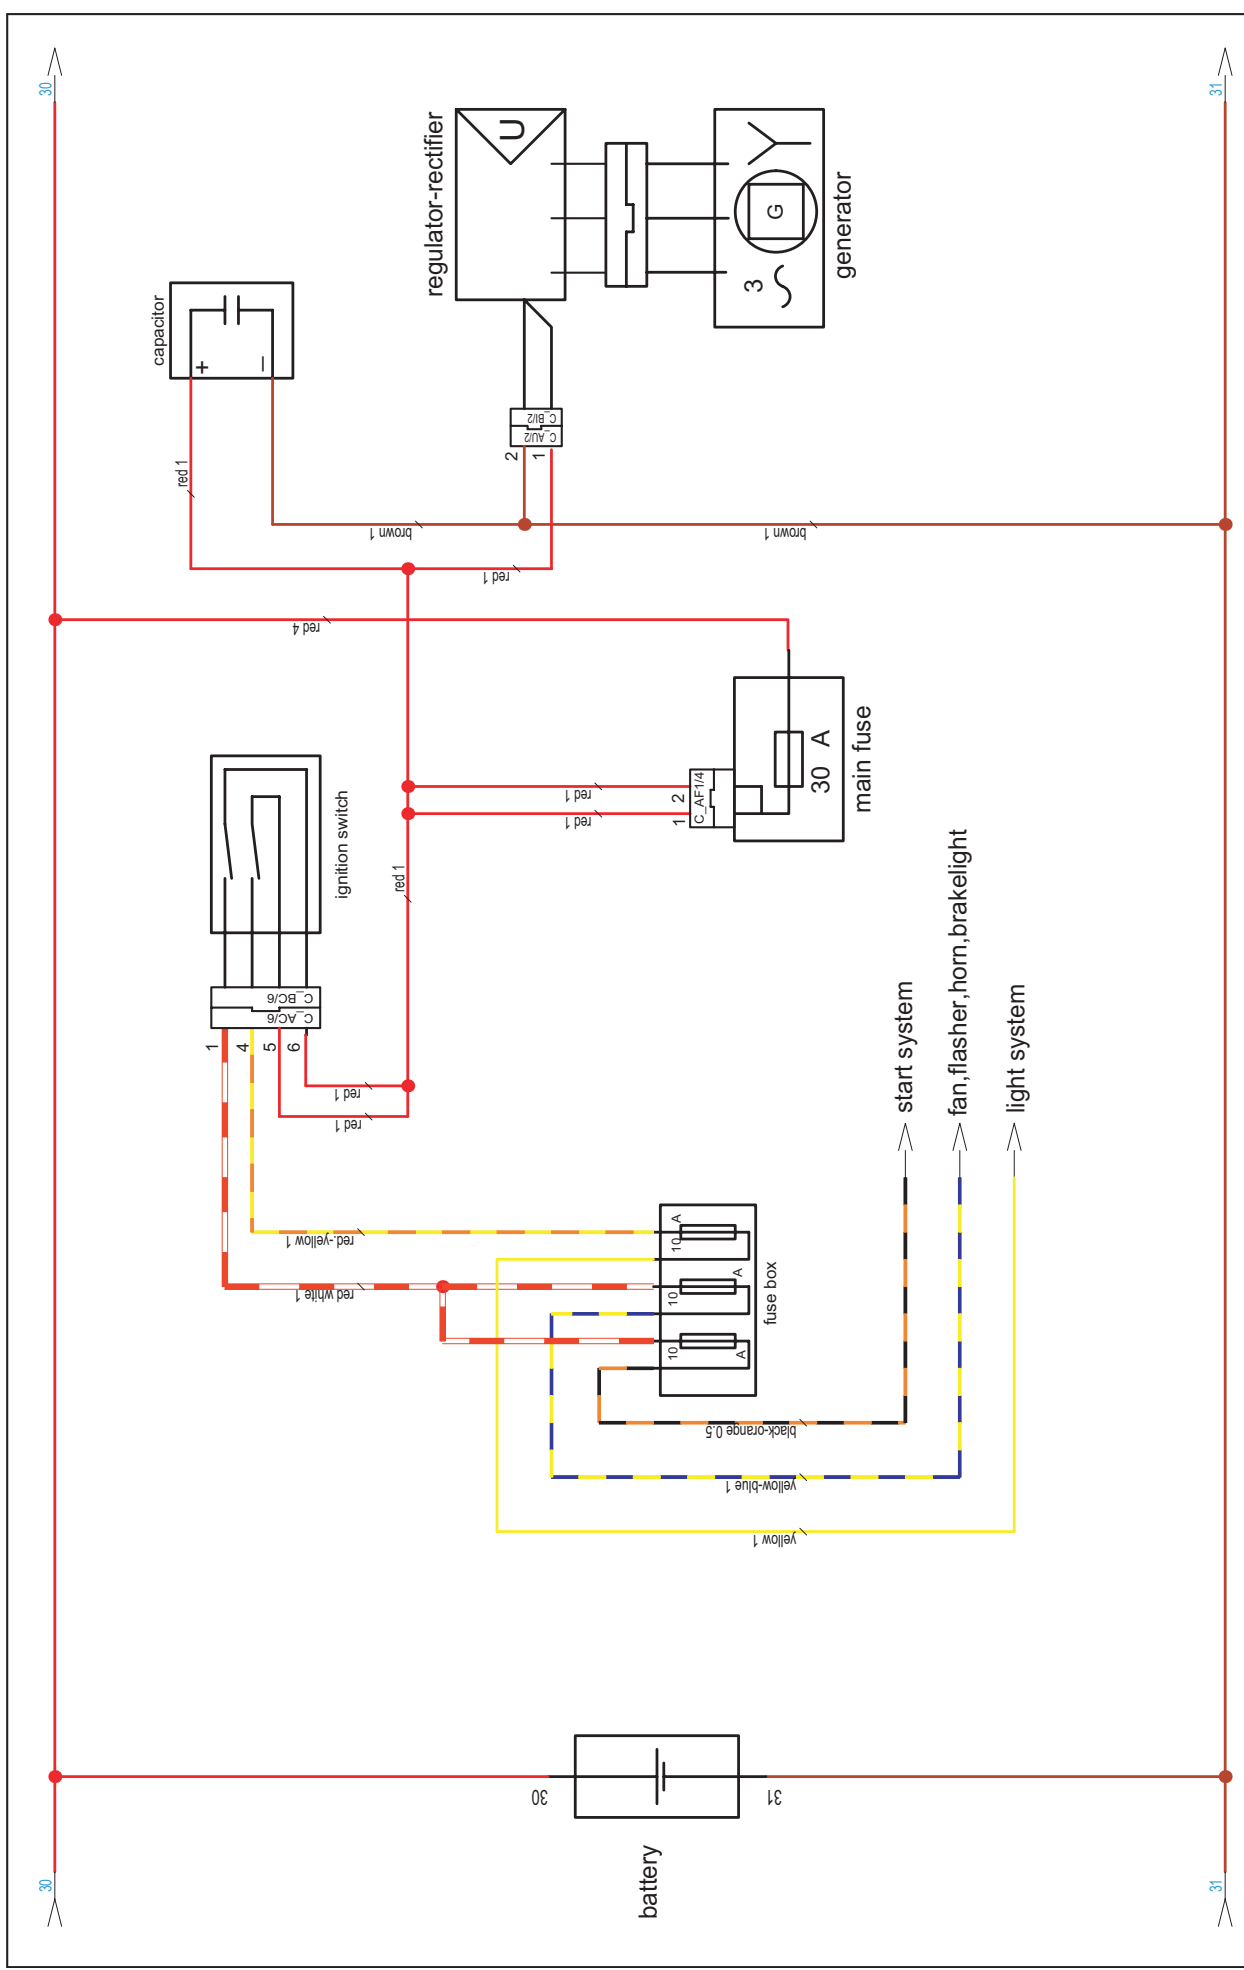 30
31
capacitor
+
–
red 1
regulator-rectifier
U
3
G
generator
C_BI/2
C_AU/2
2
1
brown 1
brown 1
red 1
red 4
ignition switch
C_BC/6
C_AC/6
1
4
5
6
red 1
red 1
red 1
red 1
red 1
C_AF1/4
1
2
30 A
main fuse
red.-yellow 1
red white 1
10 A
10 A
10 A
fuse box
black-orange 0.5
yellow-blue 1
yellow 1
start system
fan,flasher,horn,brakelight
light system
30
31
battery
30
31